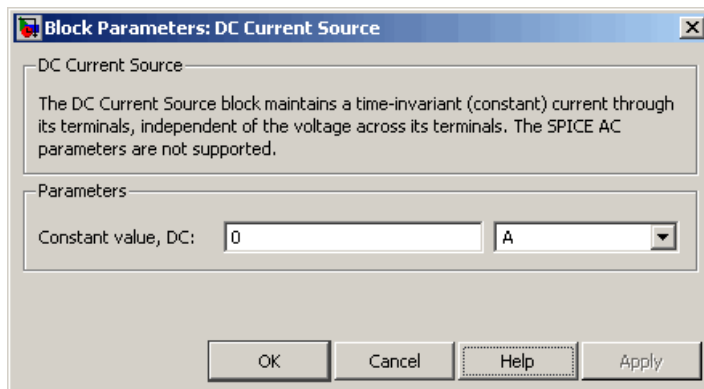 Block Parameters: DC Current Source
DC Current Source
The DC Current Source block maintains a time-invariant (constant) current through
its terminals, independent of the voltage across its terminals. The SPICE AC
parameters are not supported.
Parameters
Constant value, DC: 0 A
OK Cancel Help Apply